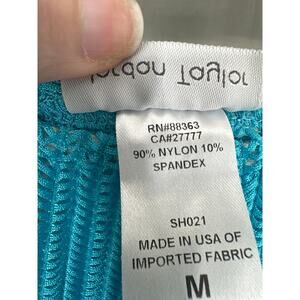 Jordan Taylor
RN#88363
CA#27777
90% NYLON 10%
SPANDEX
SH021
MADE IN USA OF
IMPORTED FABRIC
M